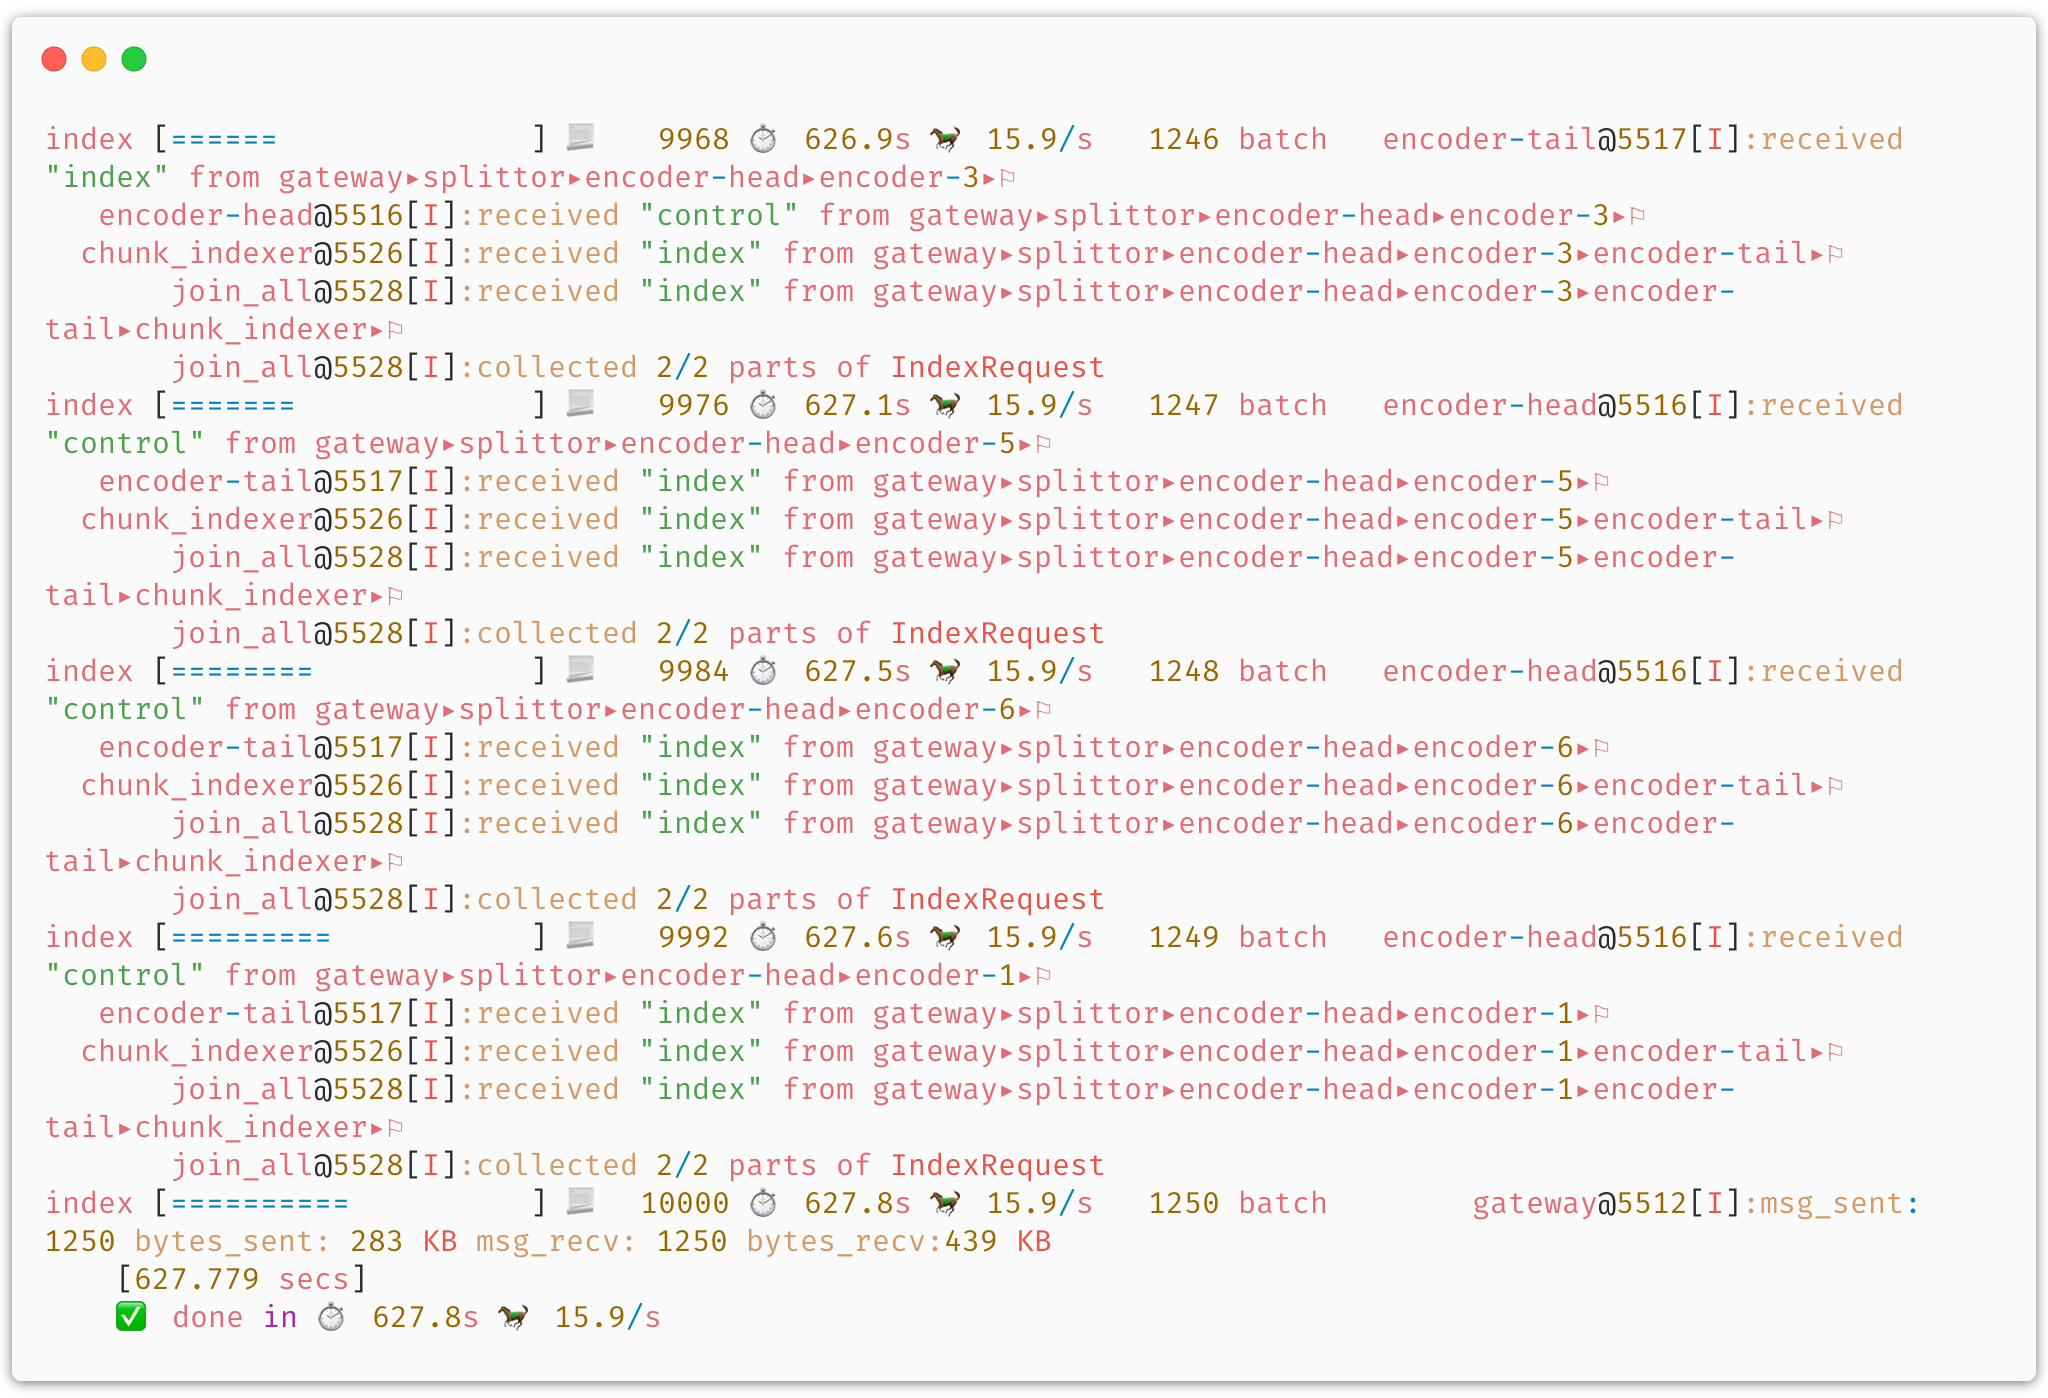 index [======              ] 📃   9968 ⏱️ 626.9s 🐎 15.9/s   1246 batch   encoder-tail@5517[I]:received
"index" from gateway▸splittor▸encoder-head▸encoder-3▸⚐
   encoder-head@5516[I]:received "control" from gateway▸splittor▸encoder-head▸encoder-3▸⚐
  chunk_indexer@5526[I]:received "index" from gateway▸splittor▸encoder-head▸encoder-3▸encoder-tail▸⚐
       join_all@5528[I]:received "index" from gateway▸splittor▸encoder-head▸encoder-3▸encoder-
tail▸chunk_indexer▸⚐
       join_all@5528[I]:collected 2/2 parts of IndexRequest
index [=======             ] 📃   9976 ⏱️ 627.1s 🐎 15.9/s   1247 batch   encoder-head@5516[I]:received
"control" from gateway▸splittor▸encoder-head▸encoder-5▸⚐
   encoder-tail@5517[I]:received "index" from gateway▸splittor▸encoder-head▸encoder-5▸⚐
  chunk_indexer@5526[I]:received "index" from gateway▸splittor▸encoder-head▸encoder-5▸encoder-tail▸⚐
       join_all@5528[I]:received "index" from gateway▸splittor▸encoder-head▸encoder-5▸encoder-
tail▸chunk_indexer▸⚐
       join_all@5528[I]:collected 2/2 parts of IndexRequest
index [========            ] 📃   9984 ⏱️ 627.5s 🐎 15.9/s   1248 batch   encoder-head@5516[I]:received
"control" from gateway▸splittor▸encoder-head▸encoder-6▸⚐
   encoder-tail@5517[I]:received "index" from gateway▸splittor▸encoder-head▸encoder-6▸⚐
  chunk_indexer@5526[I]:received "index" from gateway▸splittor▸encoder-head▸encoder-6▸encoder-tail▸⚐
       join_all@5528[I]:received "index" from gateway▸splittor▸encoder-head▸encoder-6▸encoder-
tail▸chunk_indexer▸⚐
       join_all@5528[I]:collected 2/2 parts of IndexRequest
index [=========           ] 📃   9992 ⏱️ 627.6s 🐎 15.9/s   1249 batch   encoder-head@5516[I]:received
"control" from gateway▸splittor▸encoder-head▸encoder-1▸⚐
   encoder-tail@5517[I]:received "index" from gateway▸splittor▸encoder-head▸encoder-1▸⚐
  chunk_indexer@5526[I]:received "index" from gateway▸splittor▸encoder-head▸encoder-1▸encoder-tail▸⚐
       join_all@5528[I]:received "index" from gateway▸splittor▸encoder-head▸encoder-1▸encoder-
tail▸chunk_indexer▸⚐
       join_all@5528[I]:collected 2/2 parts of IndexRequest
index [==========          ] 📃  10000 ⏱️ 627.8s 🐎 15.9/s   1250 batch        gateway@5512[I]:msg_sent:
1250 bytes_sent: 283 KB msg_recv: 1250 bytes_recv:439 KB
    [627.779 secs]
    ✅ done in ⏱️ 627.8s 🐎 15.9/s